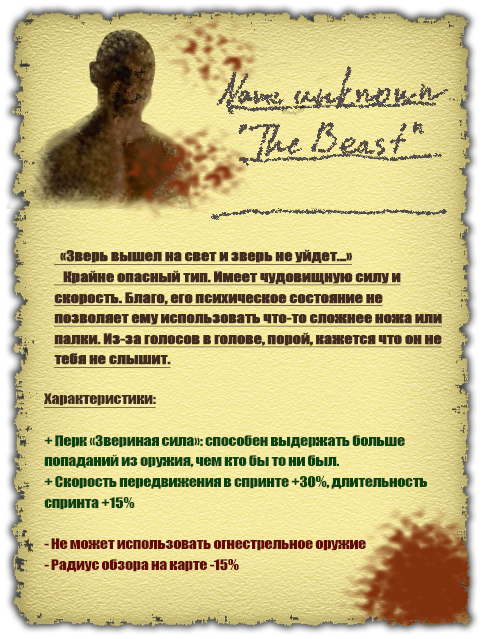 Name unknown
"The Beast"
«Зверь вышел на свет и зверь не уйдет...»
Крайне опасный тип. Имеет чудовищную силу и
скорость. Благо, его психическое состояние не
позволяет ему использовать что-то сложнее ножа или
палки. Из-за голосов в голове, порой, кажется что он не
тебя не слышит.
Характеристики:
+ Перк «Звериная сила»: способен выдержать больше
попаданий из оружия, чем кто бы то ни был.
+ Скорость передвижения в спринте +30%, длительность
спринта +15%
- Не может использовать огнестрельное оружие
- Радиус обзора на карте -15%